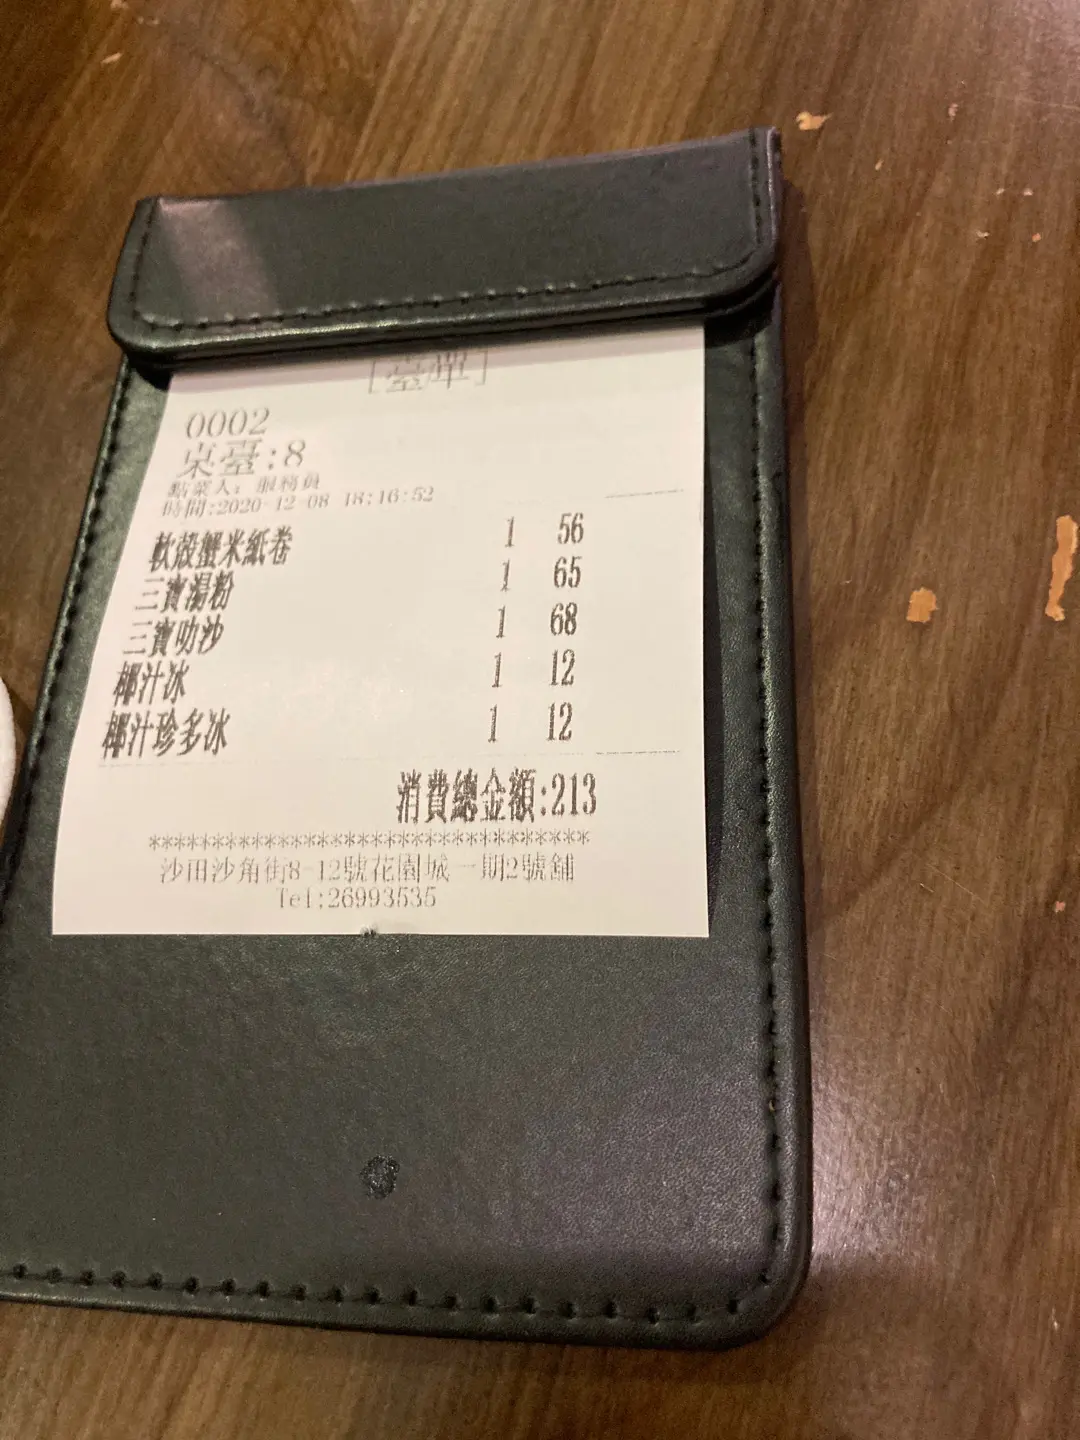 0002
桌臺:8
點菜人: 服務員
時間:2020-12-08 18:16:52
軟殼蟹米紙卷 1 56
三寶湯粉 1 65
三寶叻沙 1 68
椰汁冰 1 12
椰汁珍多冰 1 12
消費總金額:213
**********************************
沙田沙角街8-12號花園城一期2號舖
Tel:26993535